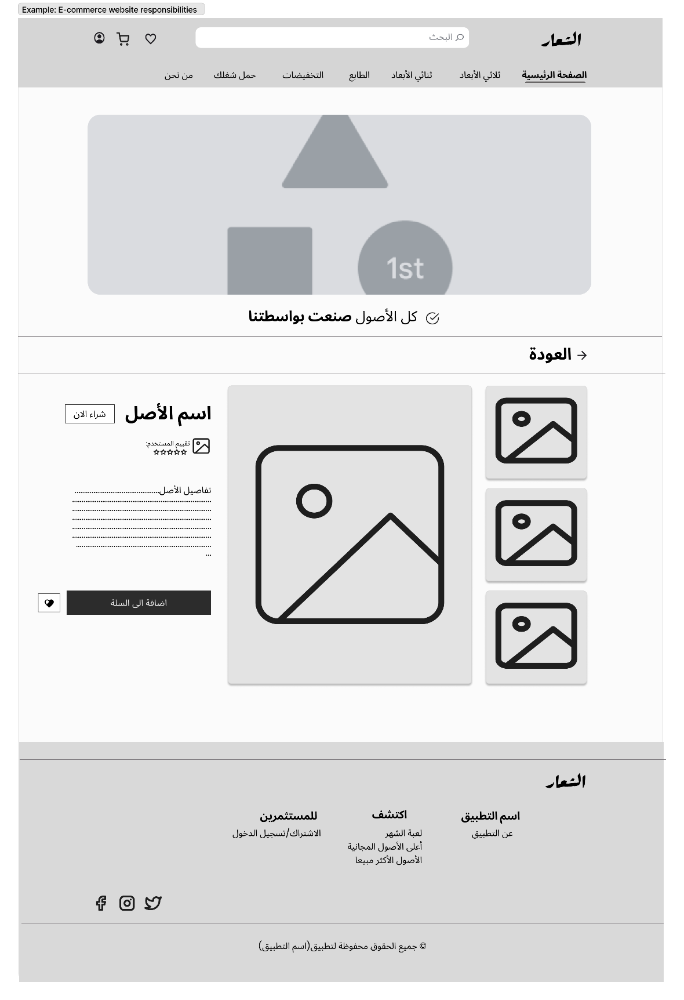 Example: E-commerce website responsibilities
الشعار
البحث
الصفحة الرئيسية
ثلاثي الأبعاد
ثنائي الأبعاد
الطابع
التخفيضات
حمل شغلك
من نحن
1st
كل الأصول صنعت بواسطتنا
العودة
اسم الأصل
شراء الان
تقييم المستخدم:
تفاصيل الأصل.............................................
..........................................................................
..........................................................................
..........................................................................
..........................................................................
..........................................................................
........................................................................
...
اضافة الى السلة
الشعار
اسم التطبيق
عن التطبيق
اكتشف
لعبة الشهر
أعلى الأصول المجانية
الأصول الأكثر مبيعا
للمستثمرين
الاشتراك/تسجيل الدخول
© جميع الحقوق محفوظة لتطبيق(اسم التطبيق)